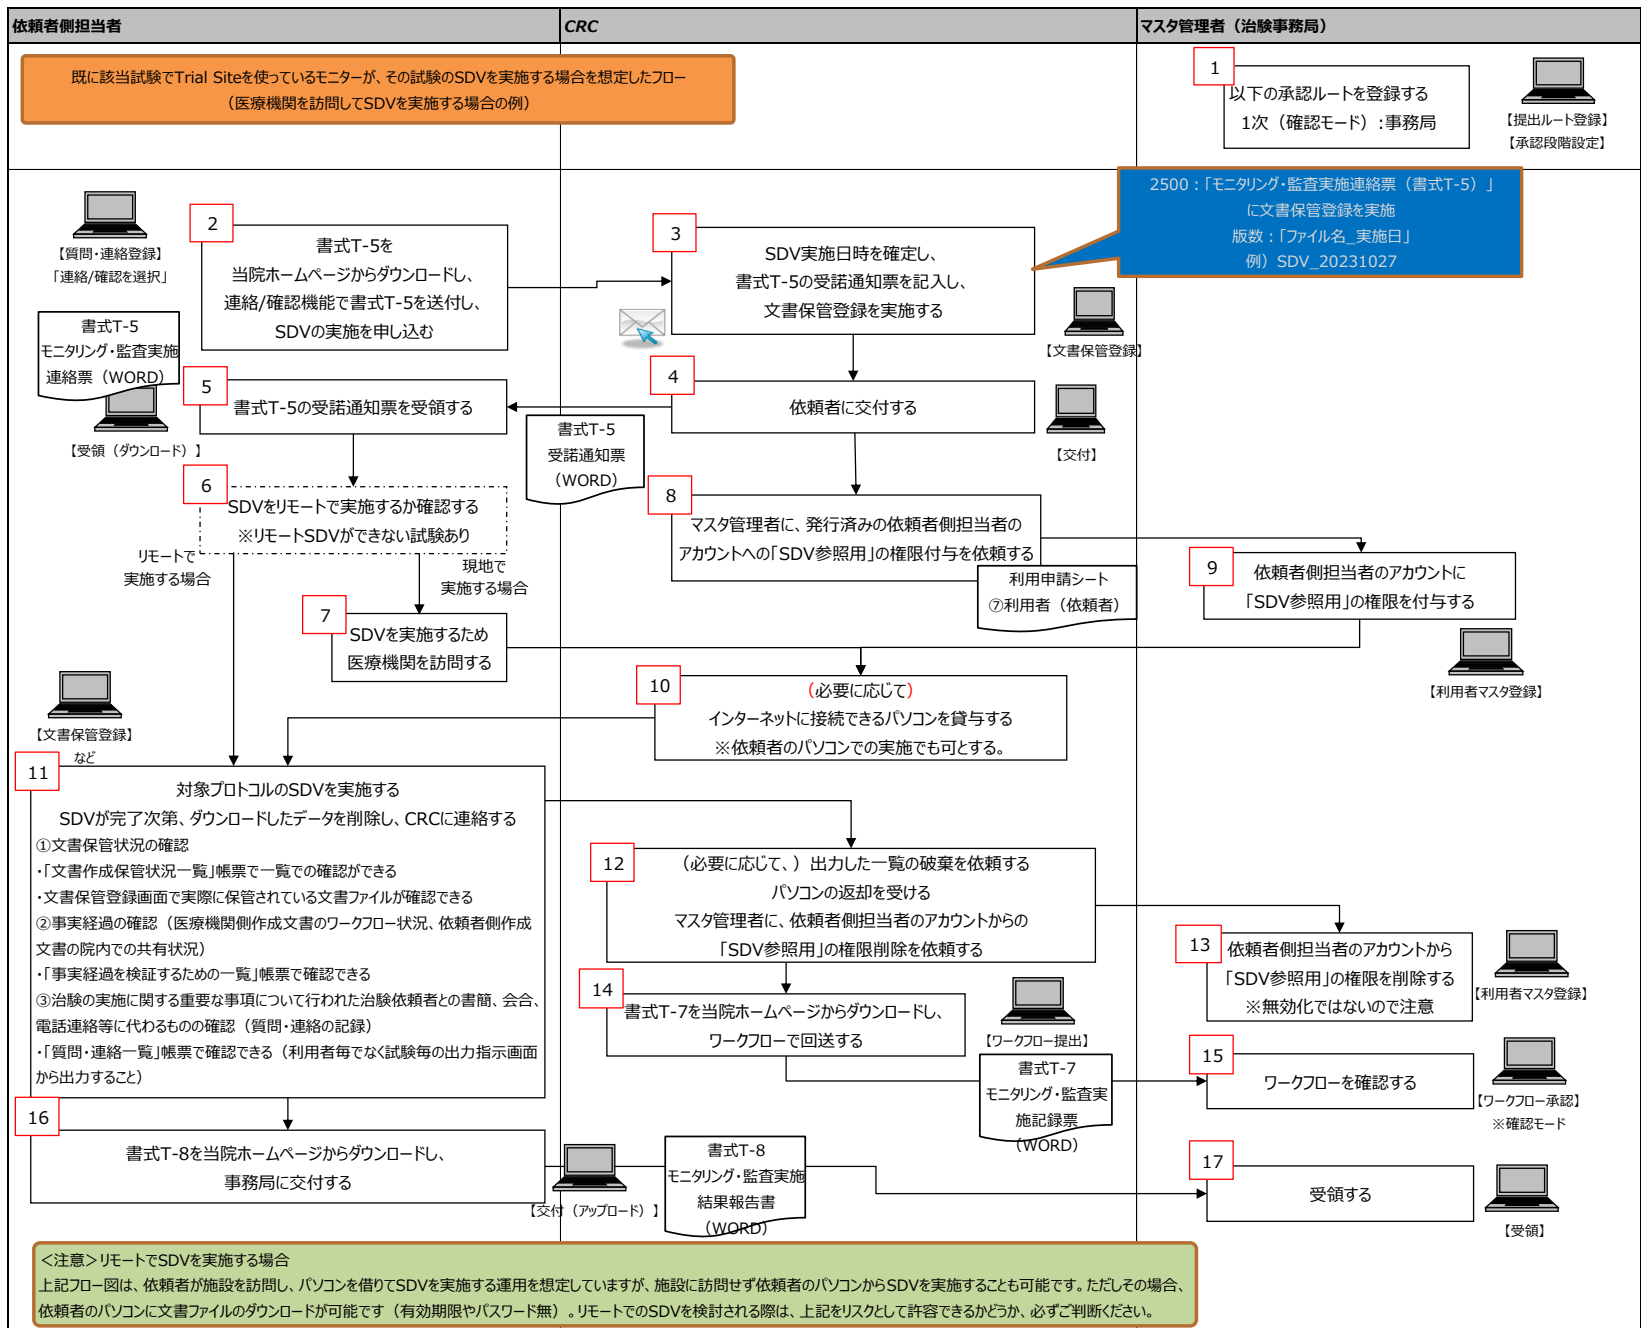 依頼者側担当者
CRC
マスタ管理者（治験事務局）
既に該当試験でTrial Siteを使っているモニターが、その試験のSDVを実施する場合を想定したフロー
（医療機関を訪問してSDVを実施する場合の例）
1
以下の承認ルートを登録する
1次（確認モード）:事務局
【提出ルート登録】
【承認段階設定】
2500：「モニタリング・監査実施連絡票（書式T-5）」
に文書保管登録を実施
版数：「ファイル名_実施日」
例）SDV_20231027
【質問・連絡登録】
「連絡/確認を選択」
2
書式T-5を
当院ホームページからダウンロードし、
連絡/確認機能で書式T-5を送付し、
SDVの実施を申し込む
3
SDV実施日時を確定し、
書式T-5の受諾通知票を記入し、
文書保管登録を実施する
【文書保管登録】
書式T-5
モニタリング・監査実施
連絡票（WORD）
【受領（ダウンロード）】
5
書式T-5の受諾通知票を受領する
4
依頼者に交付する
【交付】
書式T-5
受諾通知票
（WORD）
6
SDVをリモートで実施するか確認する
※リモートSDVができない試験あり
リモートで
実施する場合
現地で
実施する場合
8
マスタ管理者に、発行済みの依頼者側担当者の
アカウントへの「SDV参照用」の権限付与を依頼する
利用申請シート
⑦利用者（依頼者）
9
依頼者側担当者のアカウントに
「SDV参照用」の権限を付与する
【利用者マスタ登録】
7
SDVを実施するため
医療機関を訪問する
10
（必要に応じて）
インターネットに接続できるパソコンを貸与する
※依頼者のパソコンでの実施でも可とする。
【文書保管登録】
など
11
対象プロトコルのSDVを実施する
SDVが完了次第、ダウンロードしたデータを削除し、CRCに連絡する
①文書保管状況の確認
・「文書作成保管状況一覧」帳票で一覧での確認ができる
・文書保管登録画面で実際に保管されている文書ファイルが確認できる
②事実経過の確認（医療機関側作成文書のワークフロー状況、依頼者側作成
文書の院内での共有状況）
・「事実経過を検証するための一覧」帳票で確認できる
③治験の実施に関する重要な事項について行われた治験依頼者との書簡、会合、
電話連絡等に代わるものの確認（質問・連絡の記録）
・「質問・連絡一覧」帳票で確認できる（利用者毎でなく試験毎の出力指示画面
から出力すること）
12
（必要に応じて、）出力した一覧の破棄を依頼する
パソコンの返却を受ける
マスタ管理者に、依頼者側担当者のアカウントからの
「SDV参照用」の権限削除を依頼する
13
依頼者側担当者のアカウントから
「SDV参照用」の権限を削除する
※無効化ではないので注意
【利用者マスタ登録】
14
書式T-7を当院ホームページからダウンロードし、
ワークフローで回送する
【ワークフロー提出】
書式T-7
モニタリング・監査実
施記録票
（WORD）
15
ワークフローを確認する
【ワークフロー承認】
※確認モード
16
書式T-8を当院ホームページからダウンロードし、
事務局に交付する
【交付（アップロード）】
書式T-8
モニタリング・監査実施
結果報告書
（WORD）
17
受領する
【受領】
＜注意＞リモートでSDVを実施する場合
上記フロー図は、依頼者が施設を訪問し、パソコンを借りてSDVを実施する運用を想定していますが、施設に訪問せず依頼者のパソコンからSDVを実施することも可能です。ただしその場合、
依頼者のパソコンに文書ファイルのダウンロードが可能です（有効期限やパスワード無）。リモートでのSDVを検討される際は、上記をリスクとして許容できるかどうか、必ずご判断ください。